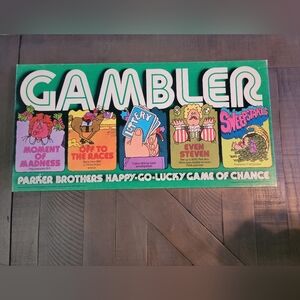 GAMBLER
MOMENT
OF
MADNESS
OFF TO
THE RACES
LOTTERY
EVEN
STEVEN
SWEEPSTAKES
PARKER BROTHERS HAPPY-GO-LUCKY GAME OF CHANCE